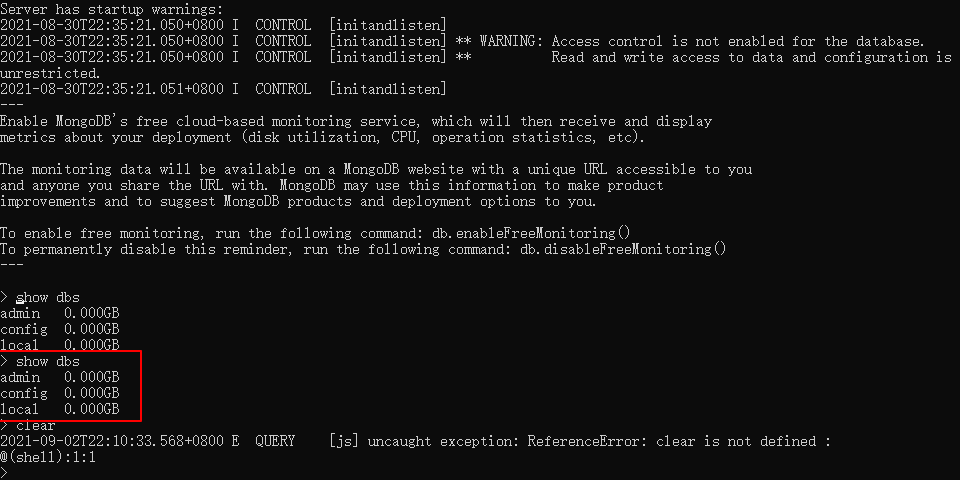 Server has startup warnings:
2021-08-30T22:35:21.050+0800 I  CONTROL  [initandlisten]
2021-08-30T22:35:21.050+0800 I  CONTROL  [initandlisten] ** WARNING: Access control is not enabled for the database.
2021-08-30T22:35:21.050+0800 I  CONTROL  [initandlisten] **          Read and write access to data and configuration is
unrestricted.
2021-08-30T22:35:21.051+0800 I  CONTROL  [initandlisten]
---
Enable MongoDB's free cloud-based monitoring service, which will then receive and display
metrics about your deployment (disk utilization, CPU, operation statistics, etc).
The monitoring data will be available on a MongoDB website with a unique URL accessible to you
and anyone you share the URL with. MongoDB may use this information to make product
improvements and to suggest MongoDB products and deployment options to you.
To enable free monitoring, run the following command: db.enableFreeMonitoring()
To permanently disable this reminder, run the following command: db.disableFreeMonitoring()
---
> show dbs
admin   0.000GB
config  0.000GB
local   0.000GB
> show dbs
admin   0.000GB
config  0.000GB
local   0.000GB
> clear
2021-09-02T22:10:33.568+0800 E  QUERY    [js] uncaught exception: ReferenceError: clear is not defined :
@(shell):1:1
>